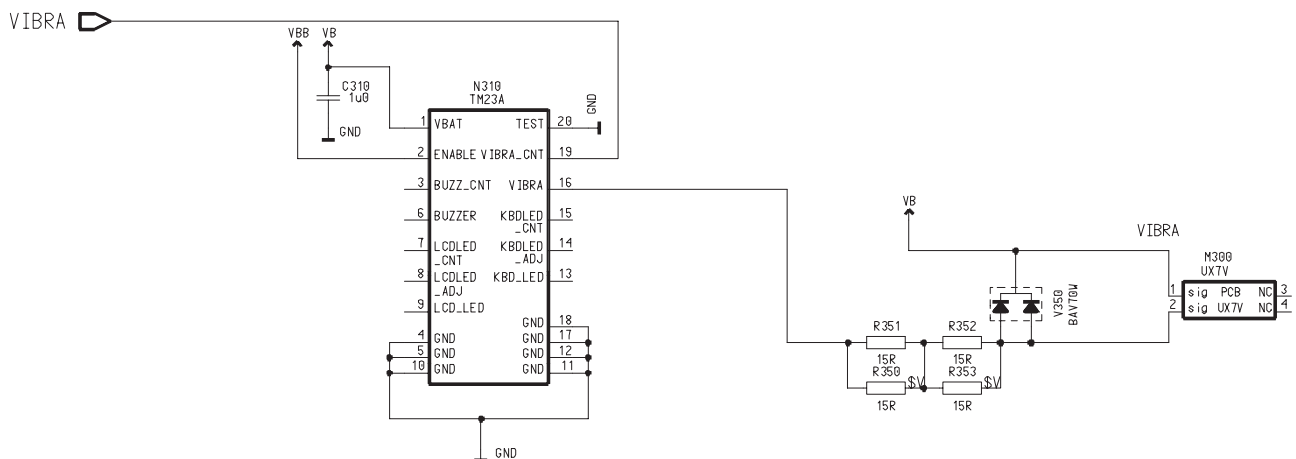 VIBRA
VBB VB
C310
1u0
GND
N310
TM23A
GND
1 VBAT TEST 20
2 ENABLE VIBRA_CNT 19
3 BUZZ_CNT VIBRA 16
6 BUZZER KBDLED 15
_CNT
7 LCDLED KBDLED 14
_CNT _ADJ
8 LCDLED KBD_LED 13
_ADJ
9 LCD_LED
GND 18
4 GND GND 17
5 GND GND 12
10 GND GND 11
GND
VB
VIBRA
M300
UX7V
1 sig PCB NC 3
2 sig UX7V NC 4
V350
BAV70W
R351 R352
15R 15R
R350 $V R353 $V
15R 15R